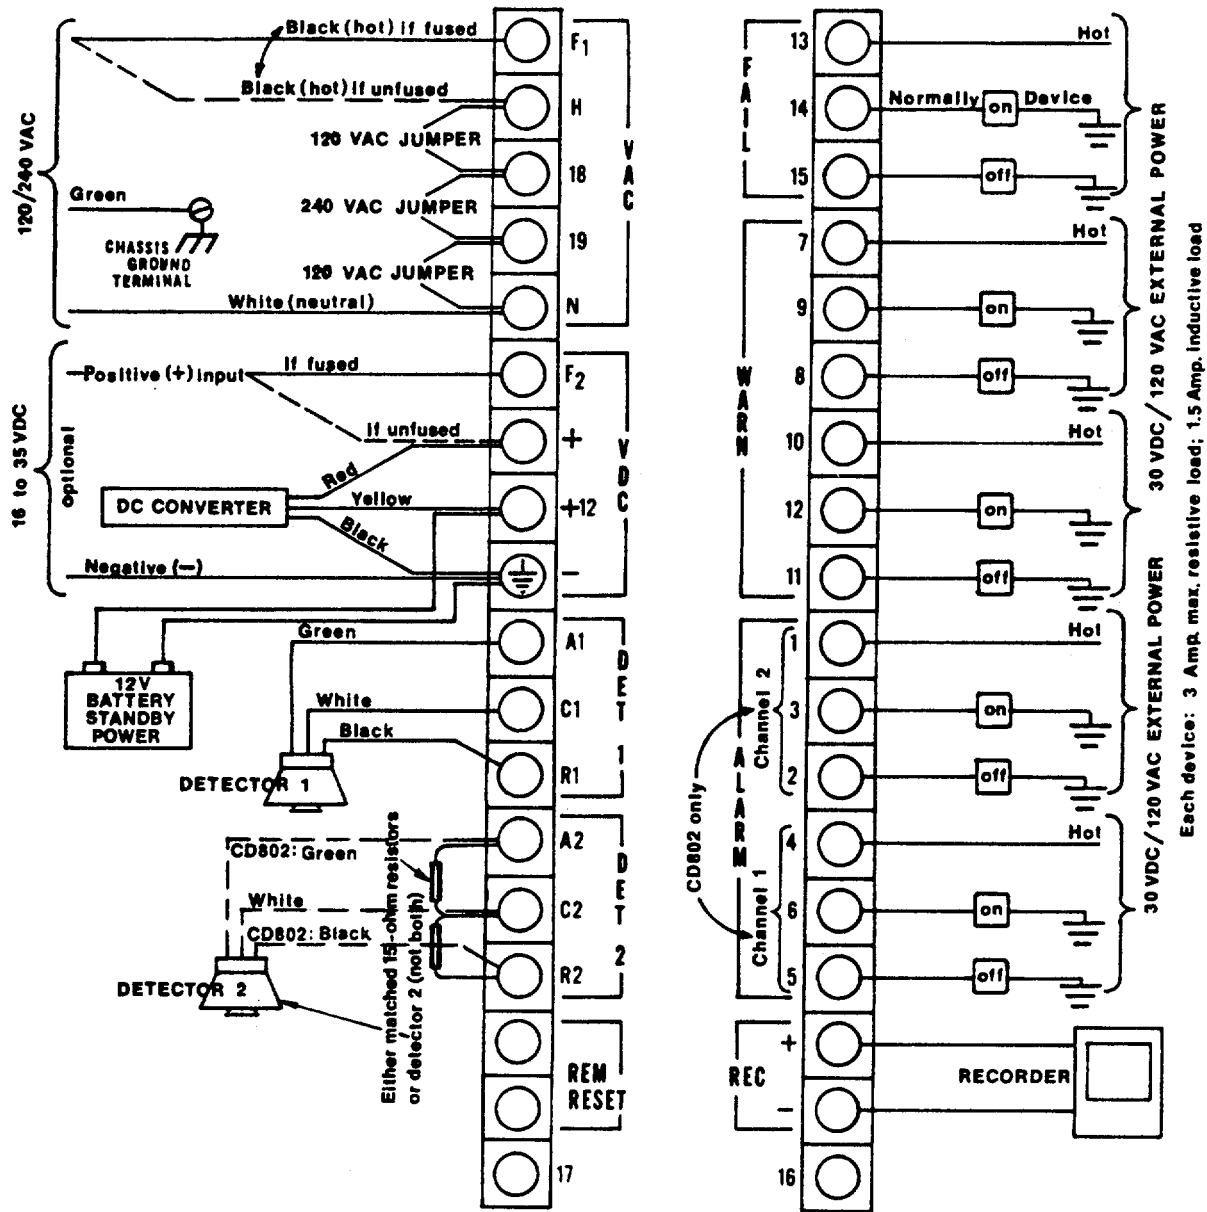 120/240 VAC
Black (hot) if fused
Black (hot) if unfused
120 VAC JUMPER
Green
240 VAC JUMPER
CHASSIS
GROUND
TERMINAL
120 VAC JUMPER
White (neutral)
F1
H
18
19
N
VAC
16 to 35 VDC
optional
Positive (+) input
If fused
If unfused
Red
DC CONVERTER
Yellow
Black
Negative (—)
F2
+
+12
-
VDC
12V
BATTERY
STANDBY
POWER
Green
White
Black
DETECTOR 1
A1
C1
R1
DET 1
CD802: Green
White
CD802: Black
DETECTOR 2
Either matched 15-ohm resistors
or detector 2 (not both)
A2
C2
R2
DET 2
REM
RESET
17
FAIL
13
Hot
14
Normally on Device
15
off
WARN
7
Hot
9
on
8
off
10
Hot
12
on
11
off
ALARM
CD802 only
Channel 2
1
Hot
3
on
2
off
Channel 1
4
Hot
6
on
5
off
REC
+
-
RECORDER
16
30 VDC/120 VAC EXTERNAL POWER
30 VDC/120 VAC EXTERNAL POWER
Each device: 3 Amp. max. resistive load; 1.5 Amp. inductive load